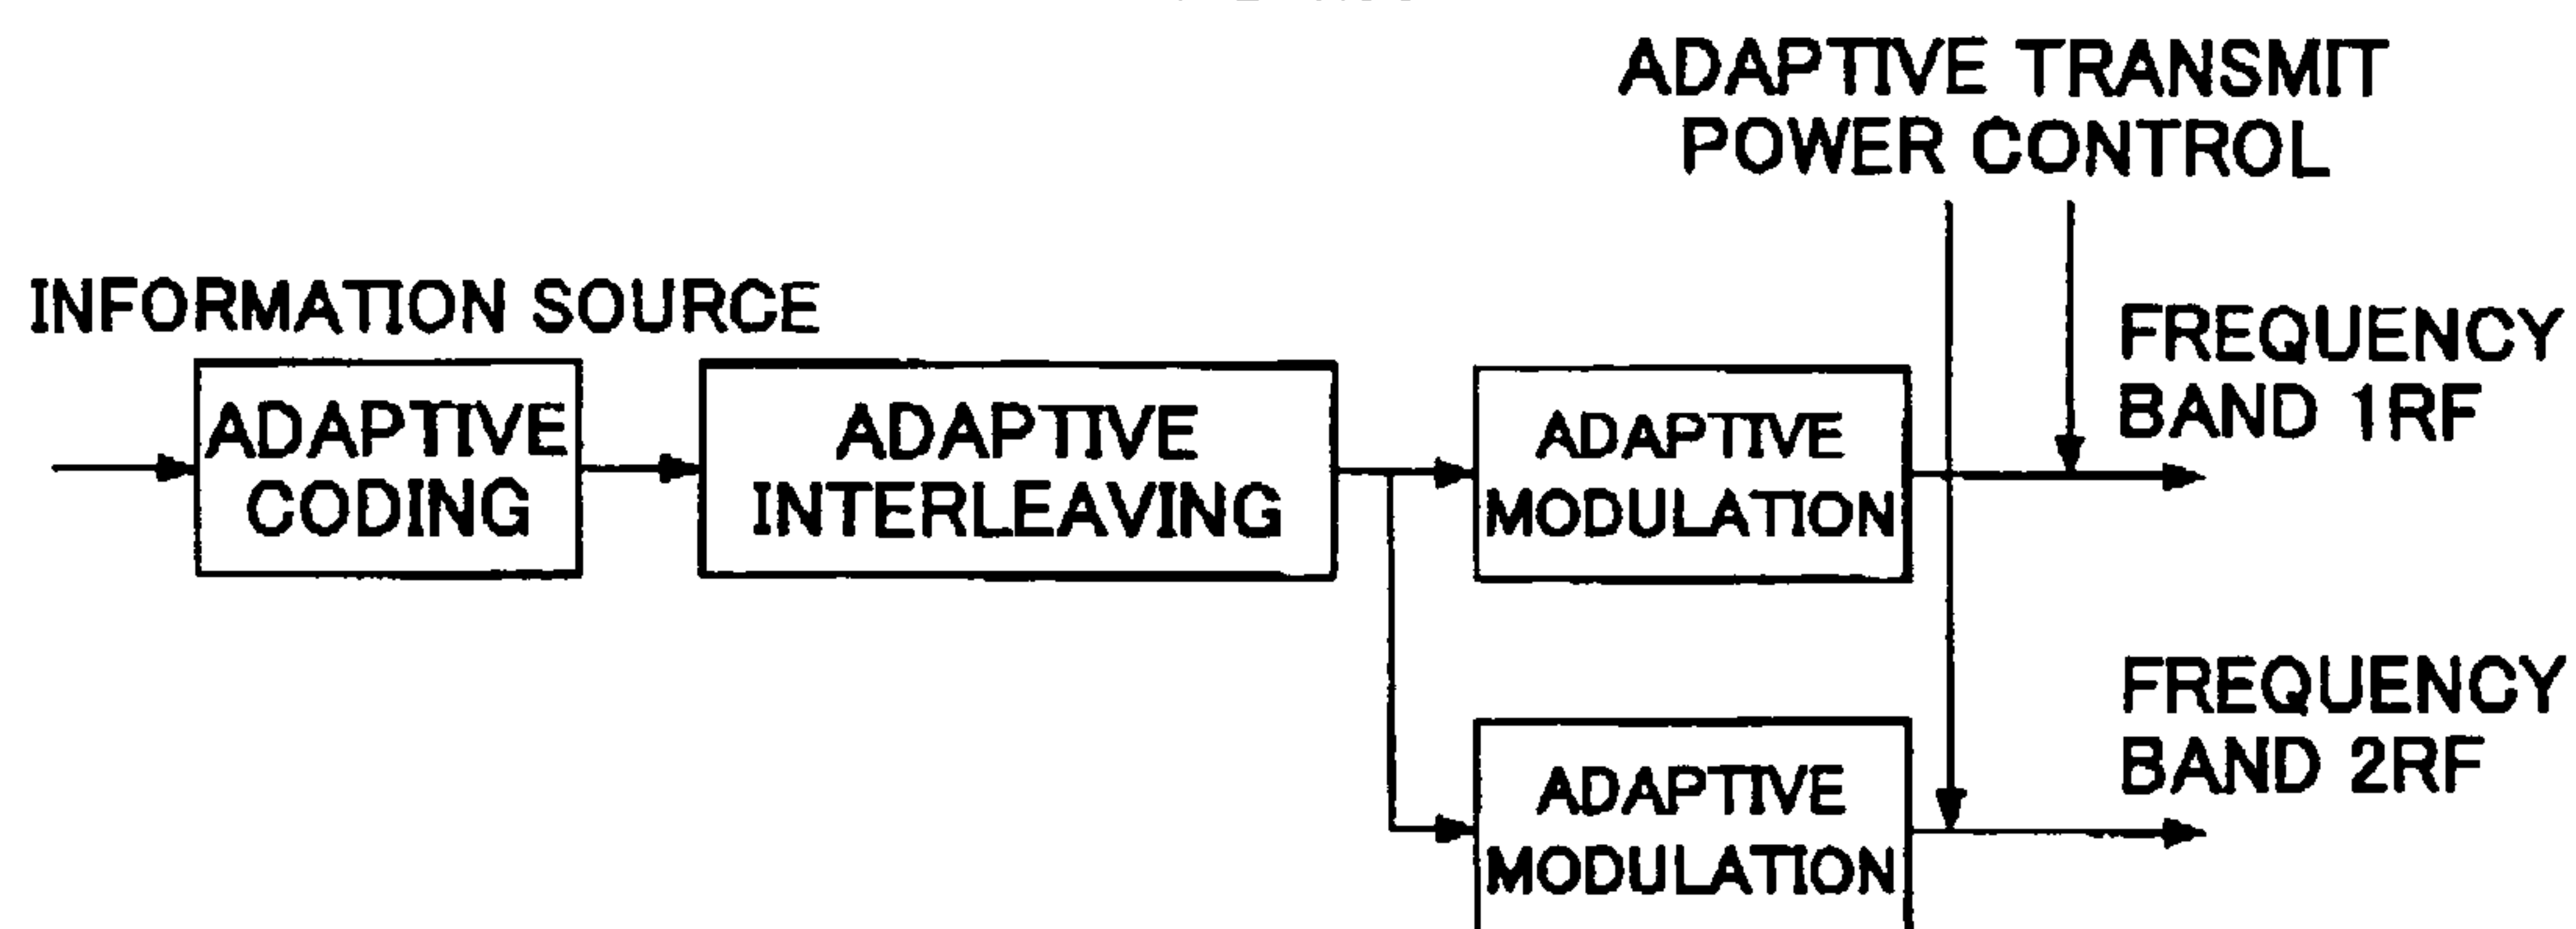 ADAPTIVE TRANSMIT
POWER CONTROL
INFORMATION SOURCE
FREQUENCY
BAND 1RF
ADAPTIVE
CODING
ADAPTIVE
INTERLEAVING
ADAPTIVE
MODULATION
FREQUENCY
BAND 2RF
ADAPTIVE
MODULATION